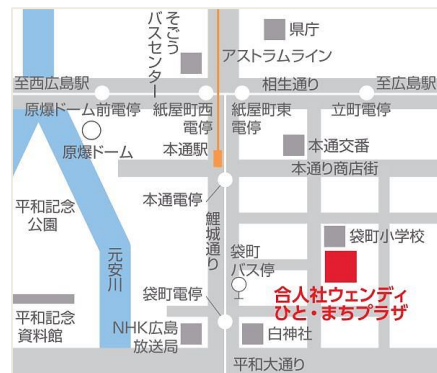 そごう
バスセンター
県庁
アストラムライン
至西広島駅
相生通り
至広島駅
原爆ドーム前電停
紙屋町西
電停
紙屋町東
電停
立町電停
原爆ドーム
本通駅
本通交番
本通り商店街
平和記念
公園
本通電停
鯉城通り
袋町小学校
元安川
袋町
バス停
合人社ウェンディ
ひと・まちプラザ
袋町電停
平和記念
資料館
NHK広島
放送局
白神社
平和大通り